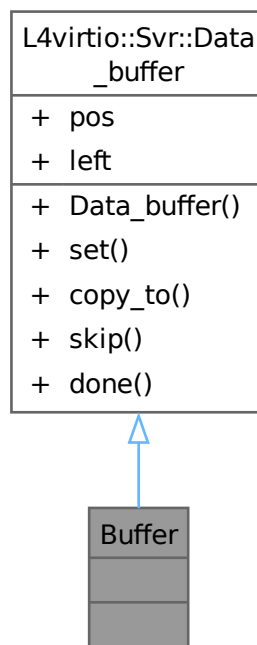 L4virtio::Svr::Data
_buffer
+ pos
+ left
+ Data_buffer()
+ set()
+ copy_to()
+ skip()
+ done()
Buffer